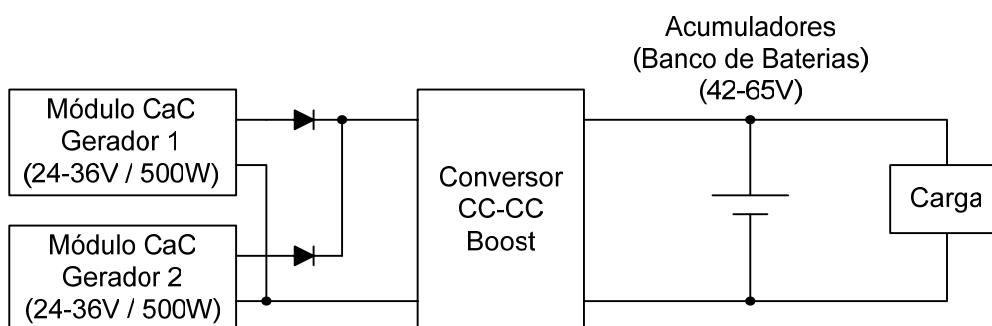 Acumuladores
(Banco de Baterias)
(42-65V)
Módulo CaC
Gerador 1
(24-36V / 500W)
Conversor
CC-CC
Boost
Carga
Módulo CaC
Gerador 2
(24-36V / 500W)